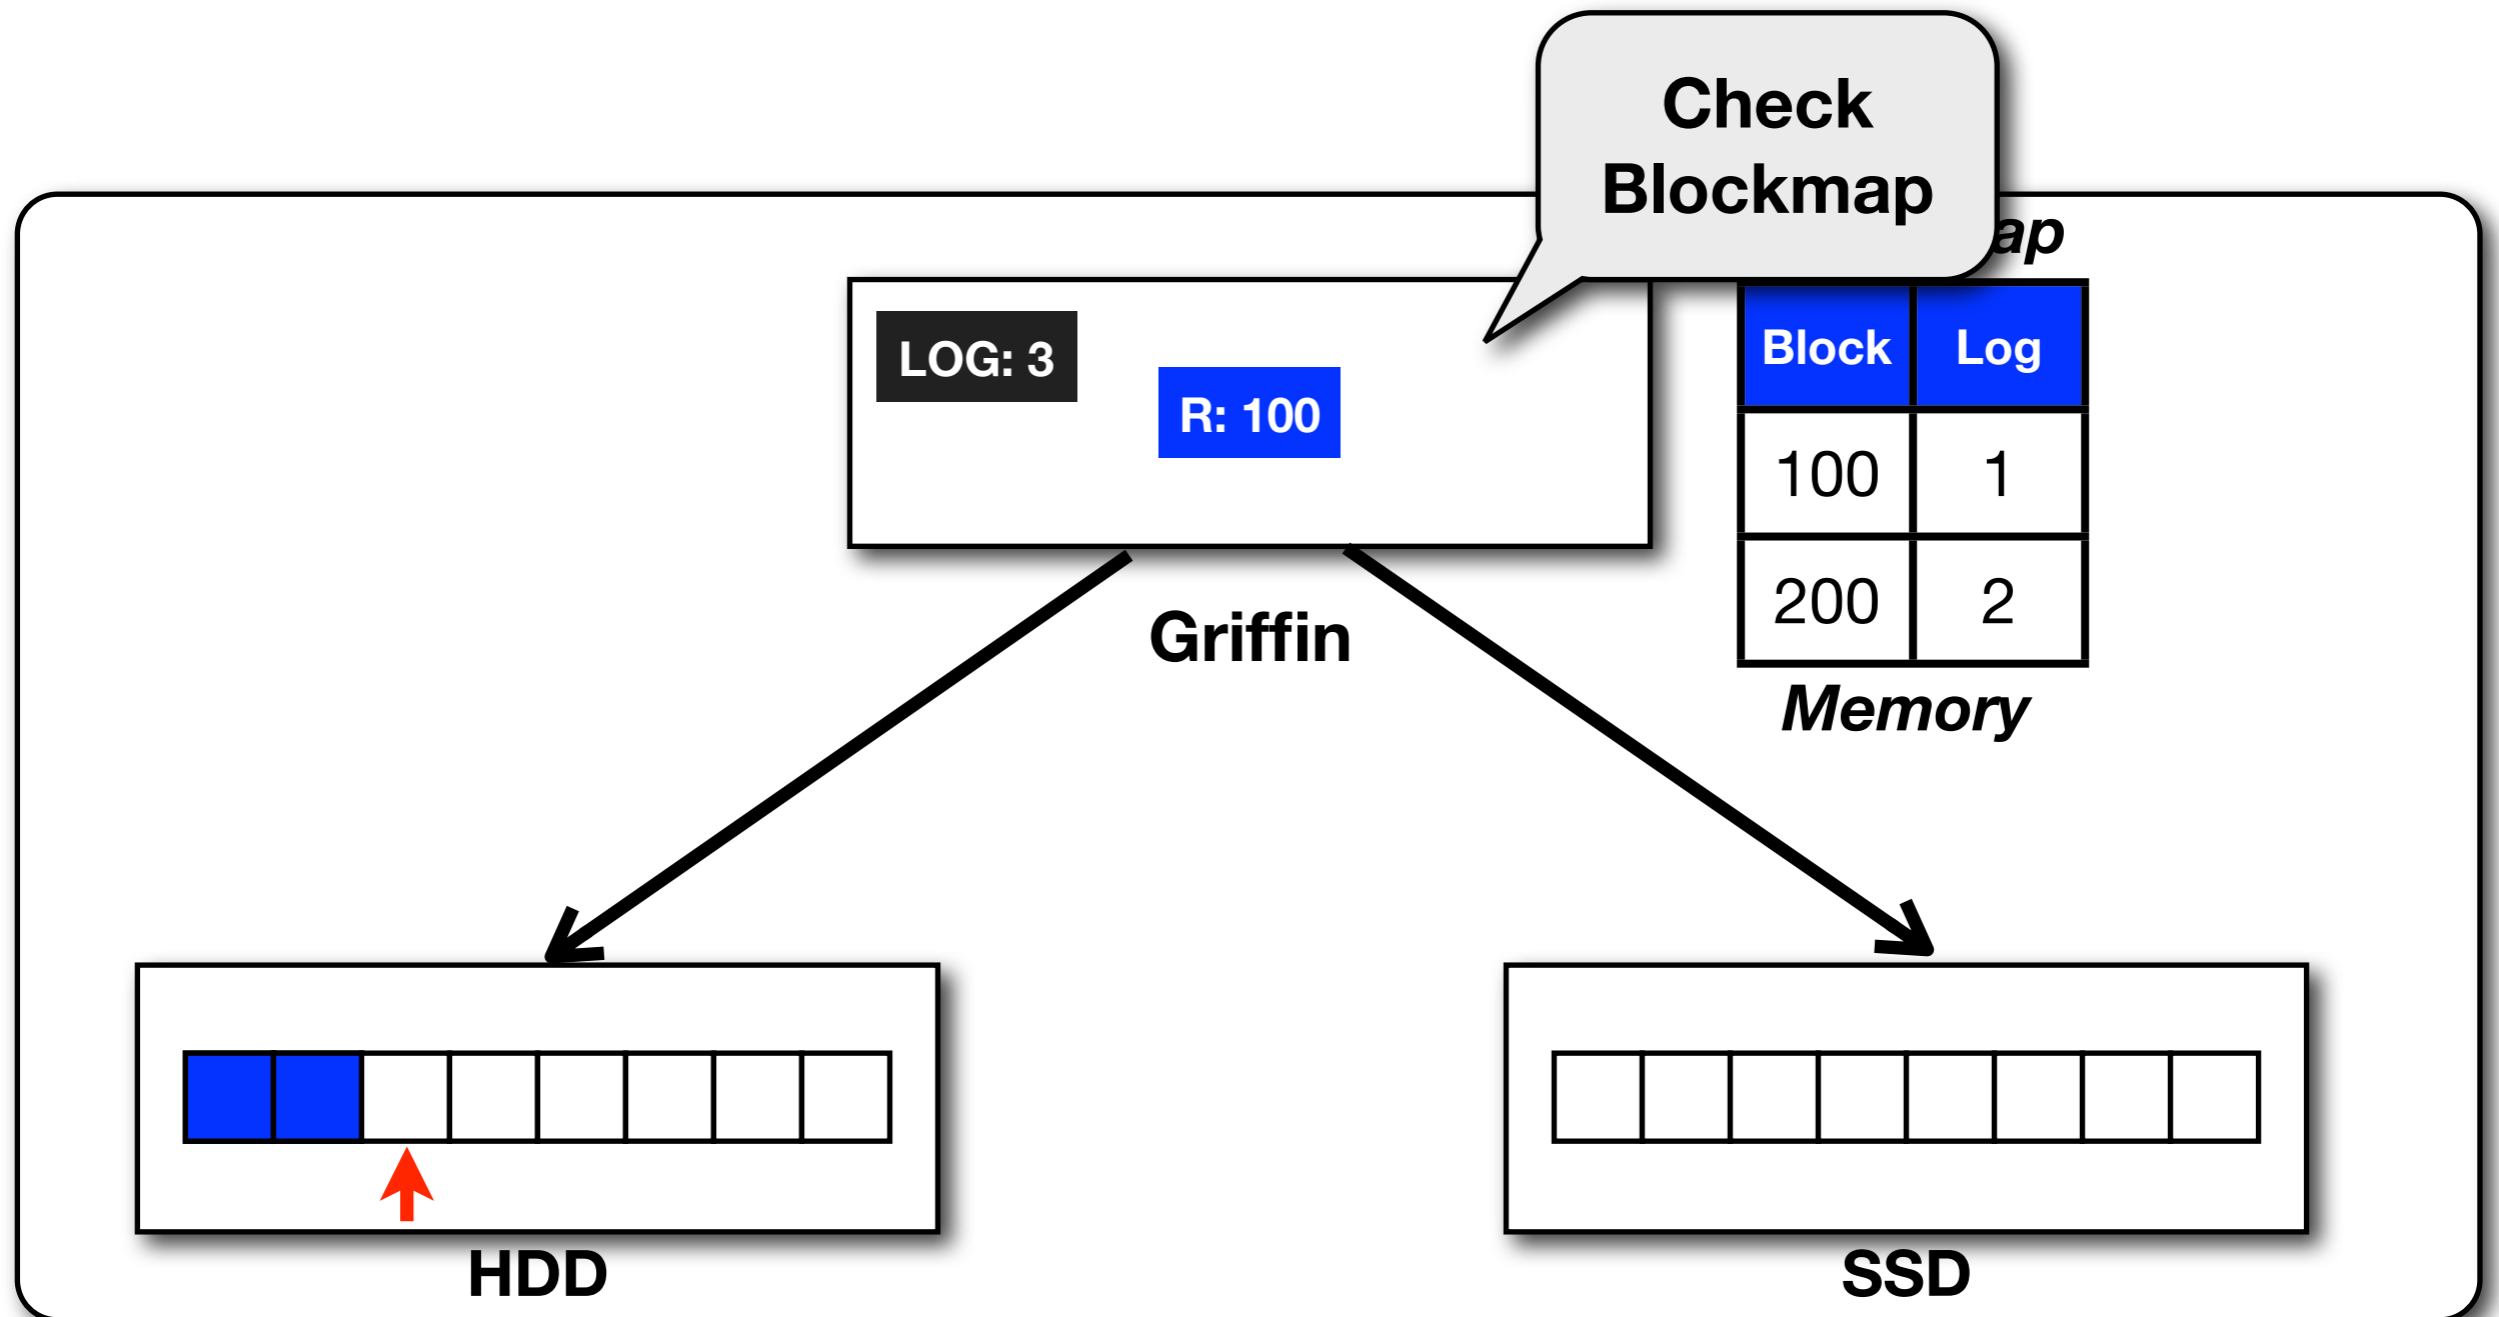 Check
Blockmap
ap
LOG: 3
R: 100
Block Log
100 1
200 2
Griffin
Memory
HDD
SSD